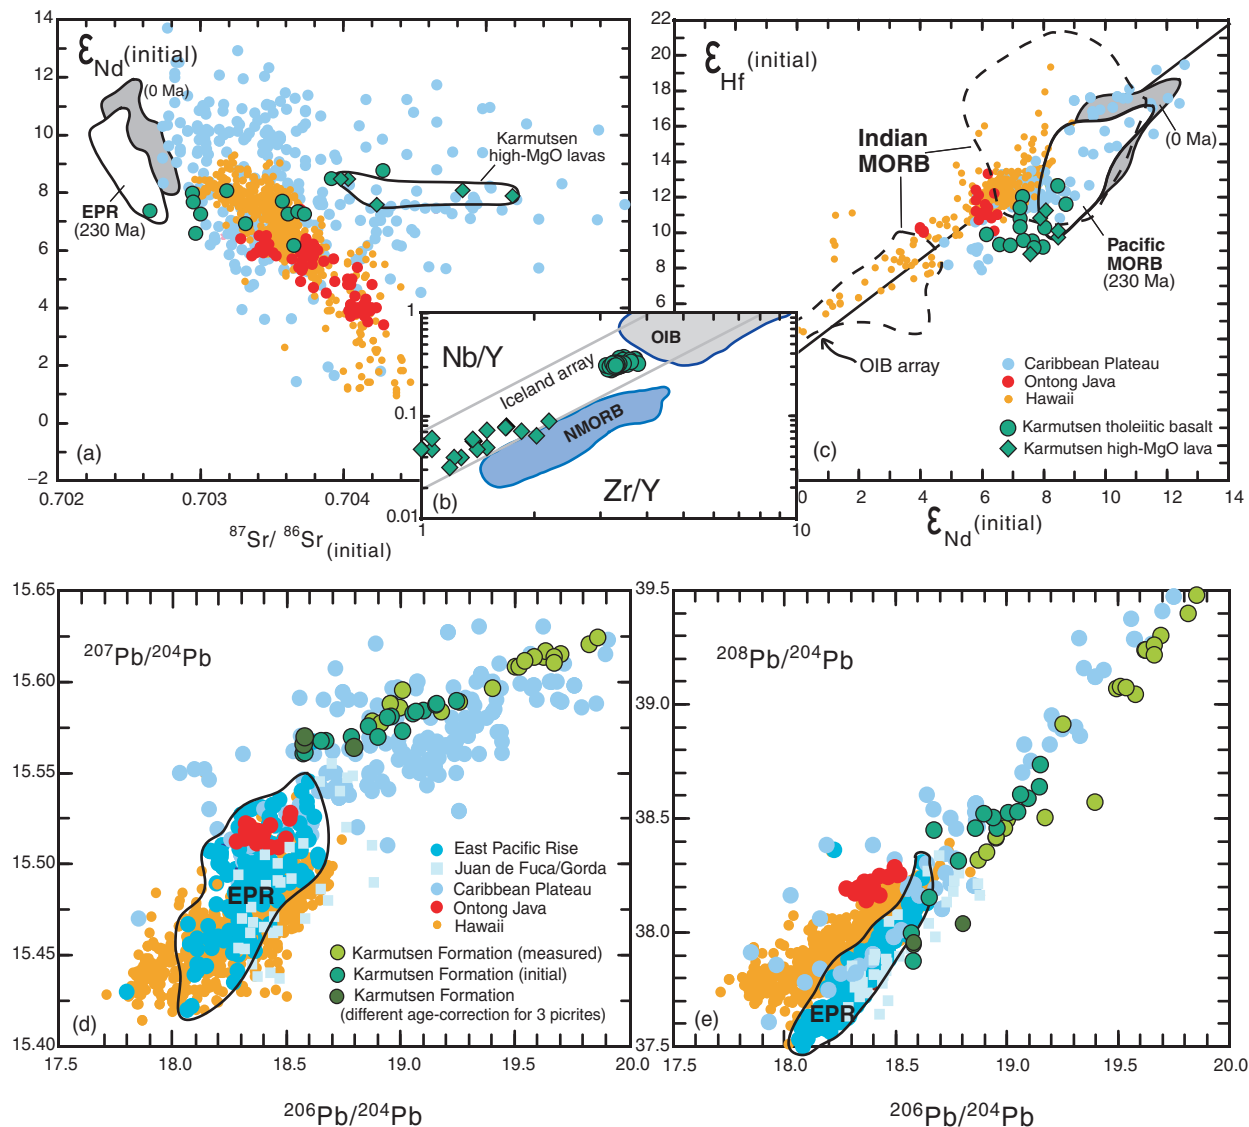 14
12
10
8
6
4
2
0
−2
εNd(initial)
(0 Ma)
EPR
(230 Ma)
Karmutsen
high-MgO lavas
(a)
0.702
0.703
0.704
87Sr/ 86Sr(initial)
1
0.1
0.01
Nb/Y
Iceland array
OIB
NMORB
Zr/Y
(b)
1
10
22
20
18
16
14
12
10
8
6
εHf(initial)
Indian
MORB
(0 Ma)
Pacific
MORB
(230 Ma)
OIB array
Caribbean Plateau
Ontong Java
Hawaii
Karmutsen tholeiitic basalt
Karmutsen high-MgO lava
(c)
0
2
4
6
8
10
12
14
εNd(initial)
15.65
15.60
15.55
15.50
15.45
15.40
207Pb/204Pb
EPR
East Pacific Rise
Juan de Fuca/Gorda
Caribbean Plateau
Ontong Java
Hawaii
Karmutsen Formation (measured)
Karmutsen Formation (initial)
Karmutsen Formation
(different age-correction for 3 picrites)
(d)
17.5
18.0
18.5
19.0
19.5
20.0
206Pb/204Pb
39.5
39.0
38.5
38.0
37.5
208Pb/204Pb
EPR
(e)
17.5
18.0
18.5
19.0
19.5
20.0
206Pb/204Pb